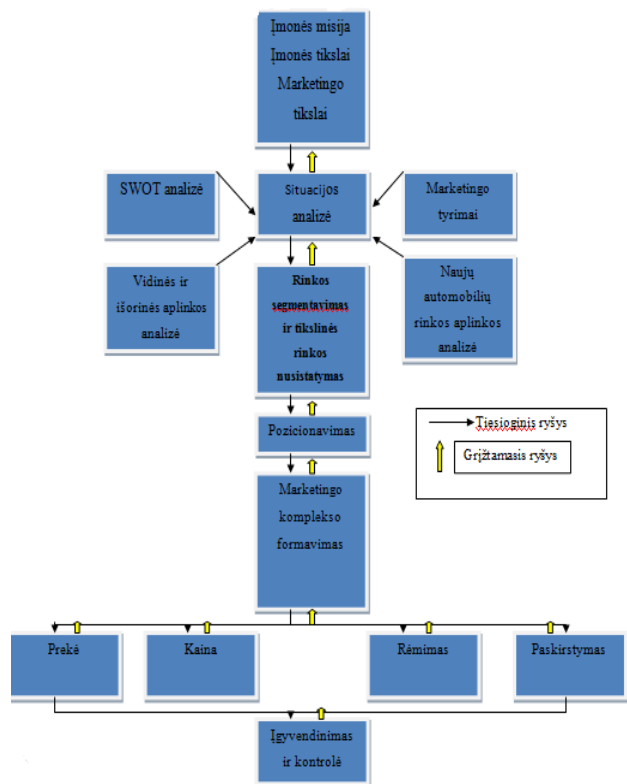 Įmonės misija
Įmonės tikslai
Marketingo
tikslai
SWOT analizė
Situacijos
analizė
Marketingo
tyrimai
Vidinės ir
išorinės aplinkos
analizė
Rinkos
segmentavimas
ir tikslinės
rinkos
nusistatymas
Naujų
automobilių
rinkos aplinkos
analizė
Pozicionavimas
Tiesioginis ryšys
Grįžtamasis ryšys
Marketingo
komplekso
formavimas
Prekė
Kaina
Rėmimas
Paskirstymas
Įgyvendinimas
ir kontrolė